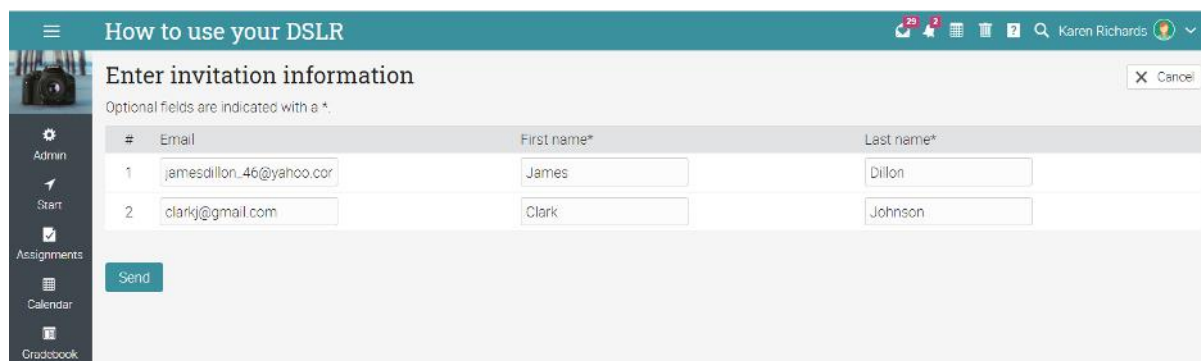 How to use your DSLR 29 2 ? Karen Richards
Enter invitation information X Cancel
Optional fields are indicated with a *.
# Email First name* Last name*
1 jamesdillon_46@yahoo.cor James Dillon
2 clarkj@gmail.com Clark Johnson
Send
Admin
Start
Assignments
Calendar
Gradebook